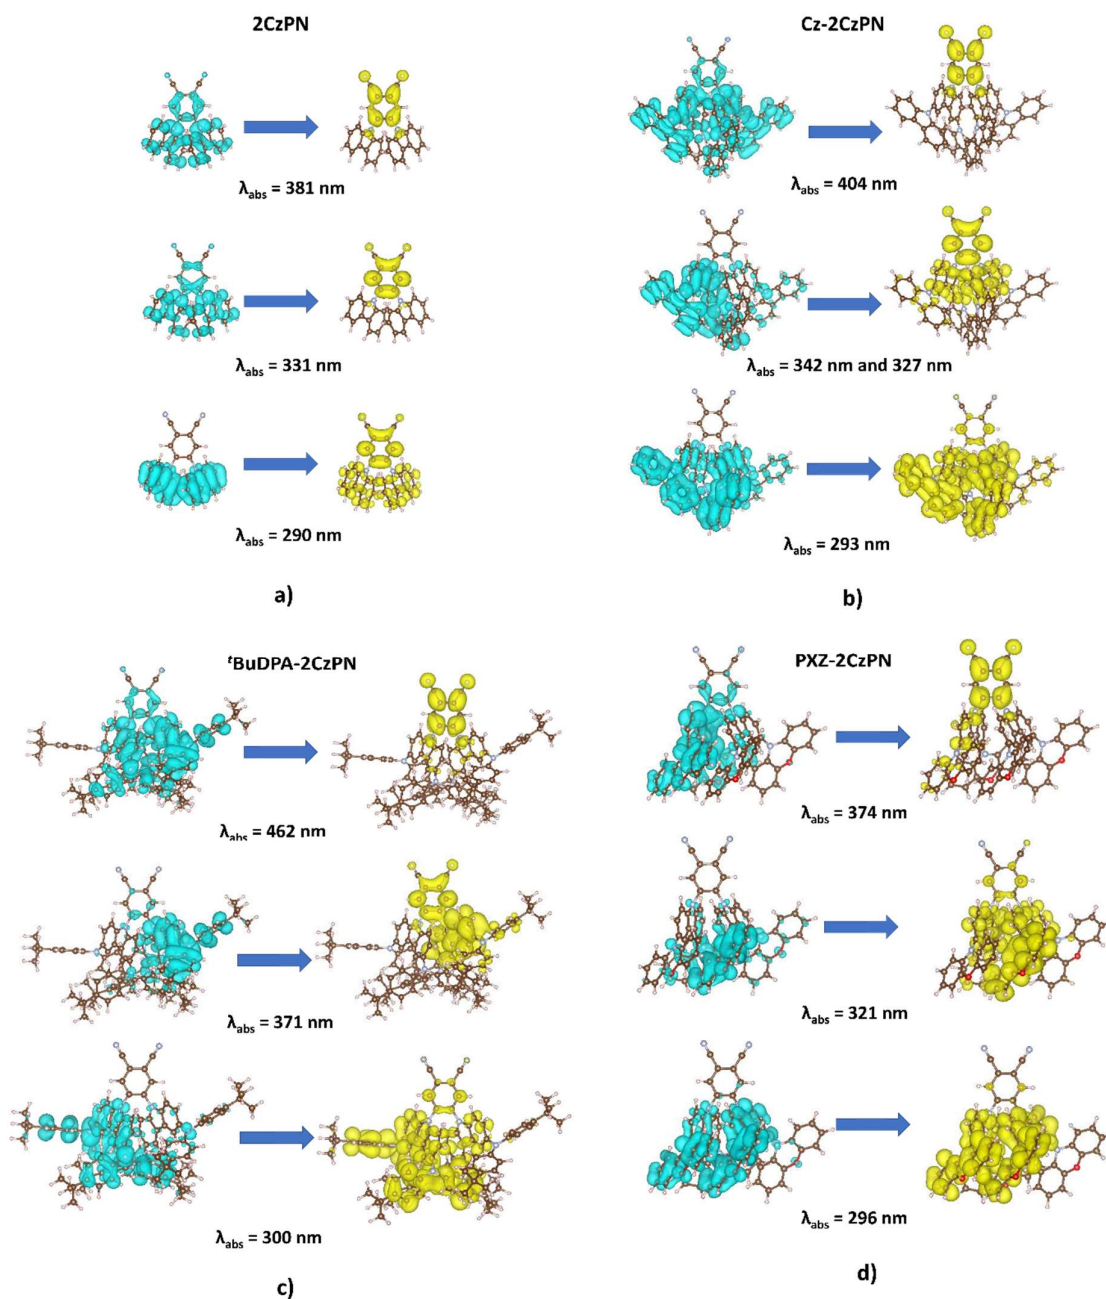 2CzPN
λabs = 381 nm
λabs = 331 nm
λabs = 290 nm
a)
Cz-2CzPN
λabs = 404 nm
λabs = 342 nm and 327 nm
λabs = 293 nm
b)
tBuDPA-2CzPN
λabs = 462 nm
λabs = 371 nm
λabs = 300 nm
c)
PXZ-2CzPN
λabs = 374 nm
λabs = 321 nm
λabs = 296 nm
d)